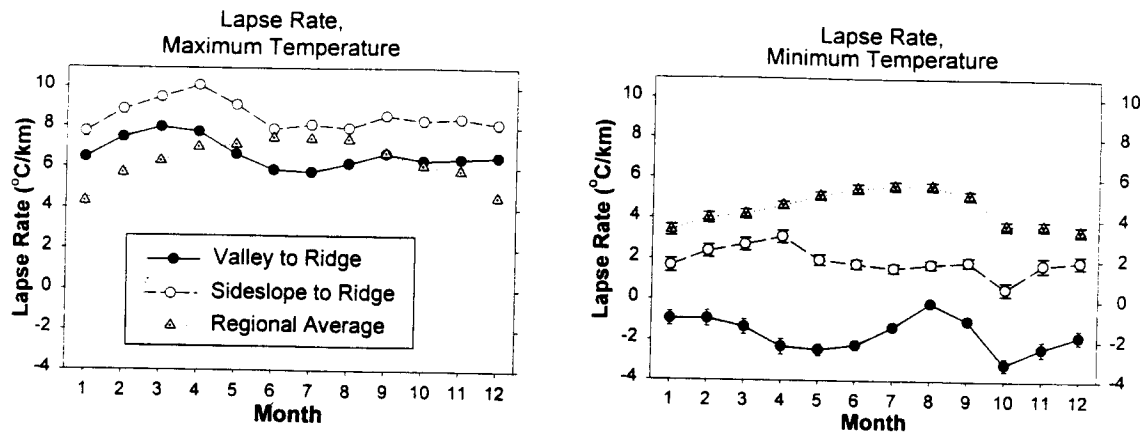 Lapse Rate,
Maximum Temperature
Lapse Rate (°C/km)
10
8
6
4
2
0
-2
-4
Valley to Ridge
Sideslope to Ridge
Regional Average
1 2 3 4 5 6 7 8 9 10 11 12
Month
Lapse Rate,
Minimum Temperature
Lapse Rate (°C/km)
10
8
6
4
2
0
-2
-4
10
8
6
4
2
0
-2
-4
1 2 3 4 5 6 7 8 9 10 11 12
Month